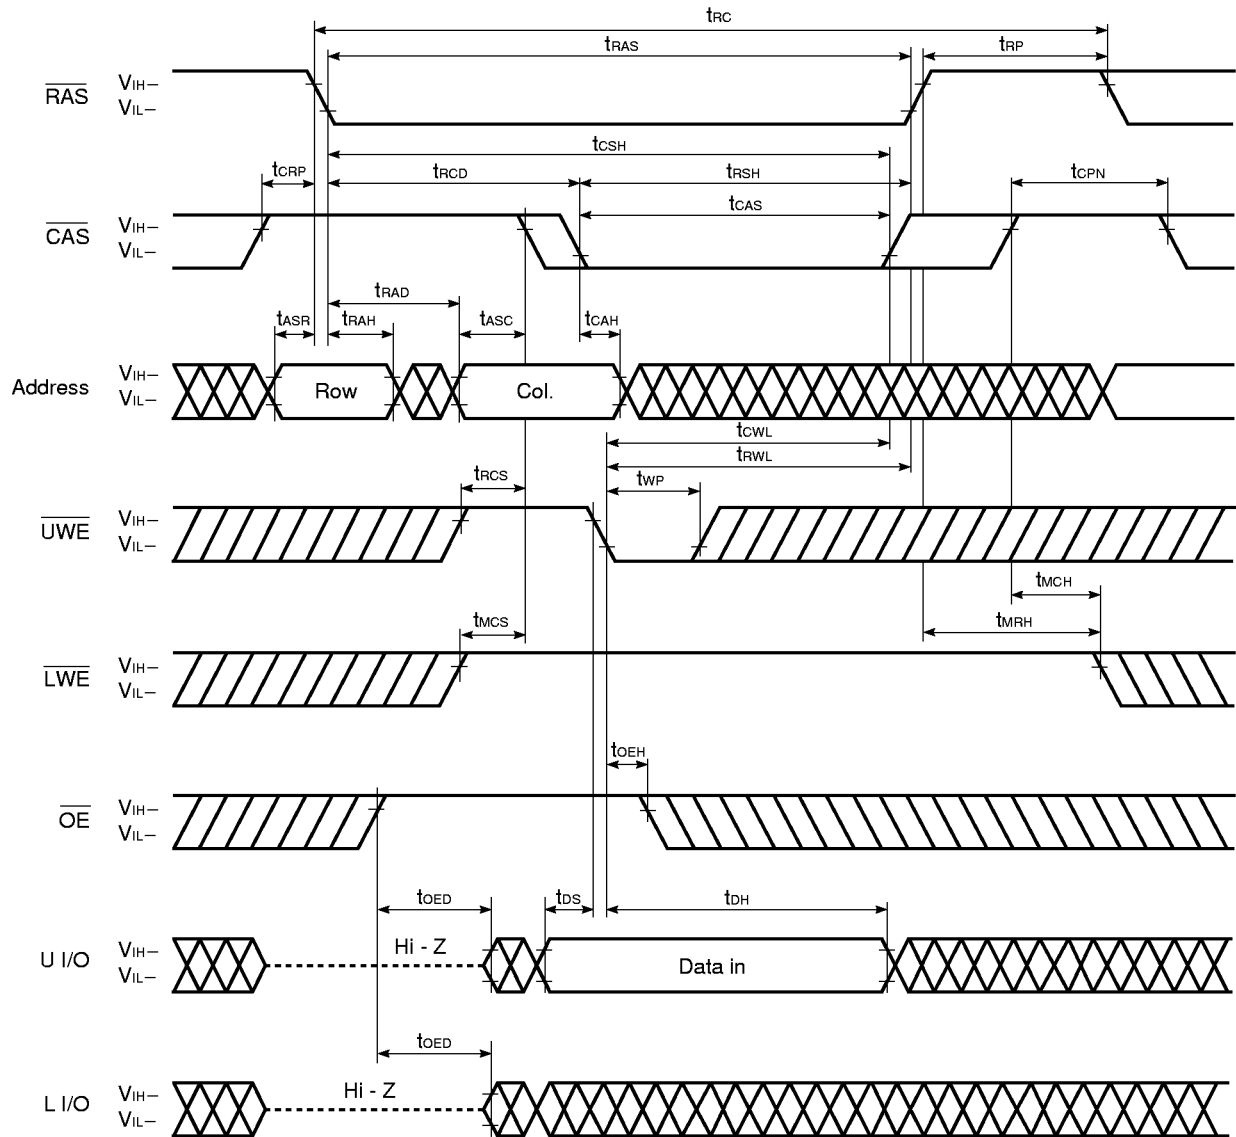 tRC
tRAS
tRP
RAS
VIH–
VIL–
tCSH
tCRP
tRCD
tRSH
tCPN
tCAS
CAS
VIH–
VIL–
tRAD
tASR
tRAH
tASC
tCAH
Address
VIH–
VIL–
Row
Col.
tCWL
tRWL
tRCS
tWP
UWE
VIH–
VIL–
tMCH
tMCS
tMRH
LWE
VIH–
VIL–
tOEH
OE
VIH–
VIL–
tOED
tDS
tDH
U I/O
VIH–
VIL–
Hi - Z
Data in
tOED
L I/O
VIH–
VIL–
Hi - Z